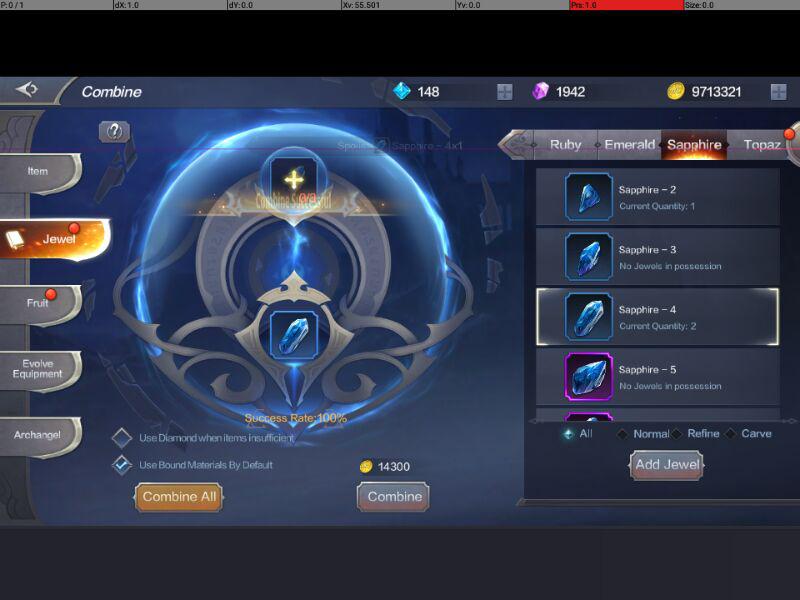 P: 0 / 1
dX: 1.0
dY: 0.0
Xv: 55.501
Yv: 0.0
Prs: 1.0
Size: 0.0
Combine
148
1942
9713321
Spoils
Sapphire - 4x1
Ruby
Emerald
Sapphire
Topaz
Item
Jewel
Fruit
Evolve
Equipment
Archangel
Combine Successful
Sapphire - 2
Current Quantity: 1
Sapphire - 3
No Jewels in possession
Sapphire - 4
Current Quantity: 2
Sapphire - 5
No Jewels in possession
Success Rate:100%
Use Diamond when items insufficient
Use Bound Materials By Default
14300
Combine All
Combine
All
Normal
Refine
Carve
Add Jewel